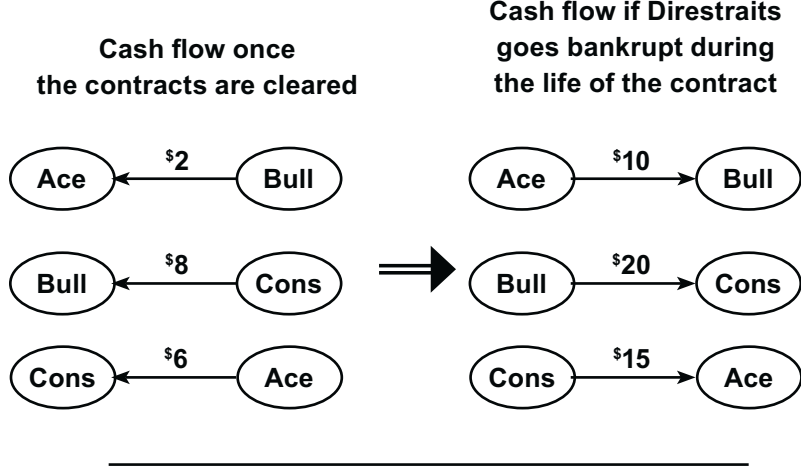 Cash flow once
the contracts are cleared
Cash flow if Direstraits
goes bankrupt during
the life of the contract
Ace $2 Bull
Bull $8 Cons
Cons $6 Ace
Ace $10 Bull
Bull $20 Cons
Cons $15 Ace